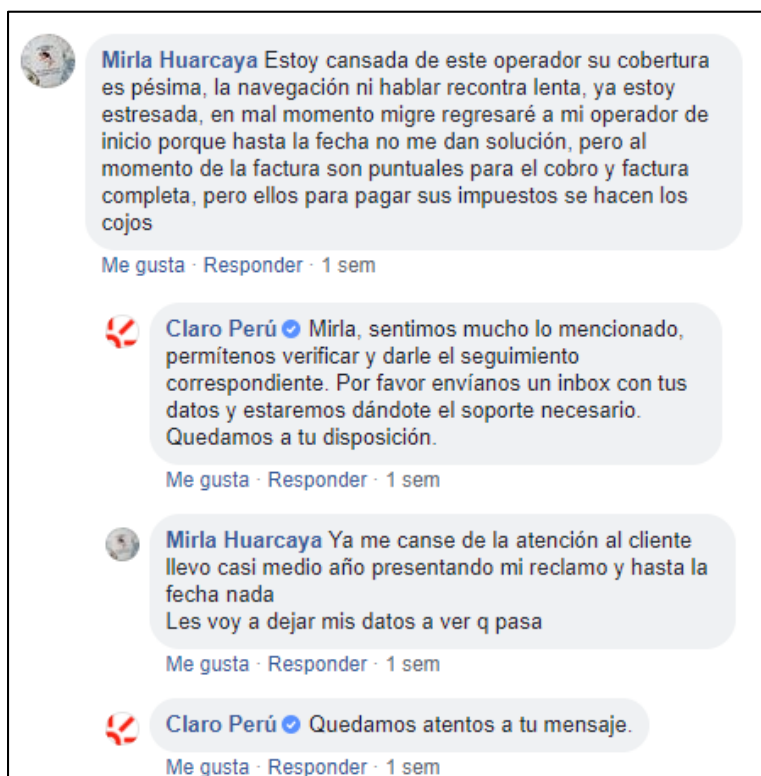 Mirla Huarcaya Estoy cansada de este operador su cobertura
es pésima, la navegación ni hablar recontra lenta, ya estoy
estresada, en mal momento migre regresaré a mi operador de
inicio porque hasta la fecha no me dan solución, pero al
momento de la factura son puntuales para el cobro y factura
completa, pero ellos para pagar sus impuestos se hacen los
cojos
Me gusta · Responder · 1 sem
Claro Perú Mirla, sentimos mucho lo mencionado,
permítenos verificar y darle el seguimiento
correspondiente. Por favor envíanos un inbox con tus
datos y estaremos dándote el soporte necesario.
Quedamos a tu disposición.
Me gusta · Responder · 1 sem
Mirla Huarcaya Ya me canse de la atención al cliente
llevo casi medio año presentando mi reclamo y hasta la
fecha nada
Les voy a dejar mis datos a ver q pasa
Me gusta · Responder · 1 sem
Claro Perú Quedamos atentos a tu mensaje.
Me gusta · Responder · 1 sem